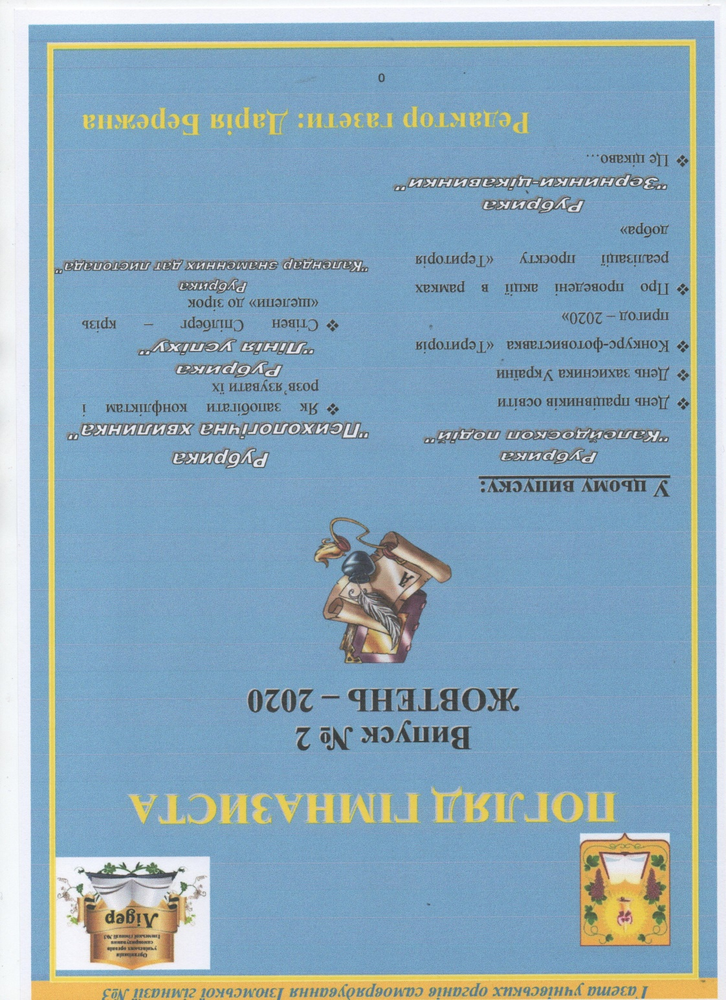 Газета учнівських органів самоврядування Ізюмської гімназії №3
Організація
учнівських органів
самоврядування
Ізюмської гімназії №3
Лідер
ПОГЛЯД ГІМНАЗИСТА
Випуск № 2
ЖОВТЕНЬ – 2020
А
У цьому випуску:
Рубрика
"Калейдоскоп подій"
❖ День працівників освіти
❖ День захисника України
❖ Конкурс-фотовиставка «Територія
пригод – 2020»
❖ Про проведені акції в рамках
реалізації проєкту «Територія
добра»
Рубрика
"Зернинки-цікавинки"
❖ Це цікаво…
Рубрика
"Психологічна хвилинка"
❖ Як запобігати конфліктам і
розв’язувати їх
Рубрика
"Лінія успіху"
❖ Стівен Спілберг – крізь
«щелепи» до зірок
Рубрика
"Календар знаменних дат листопада"
Редактор газети: Дарія Бережна
0